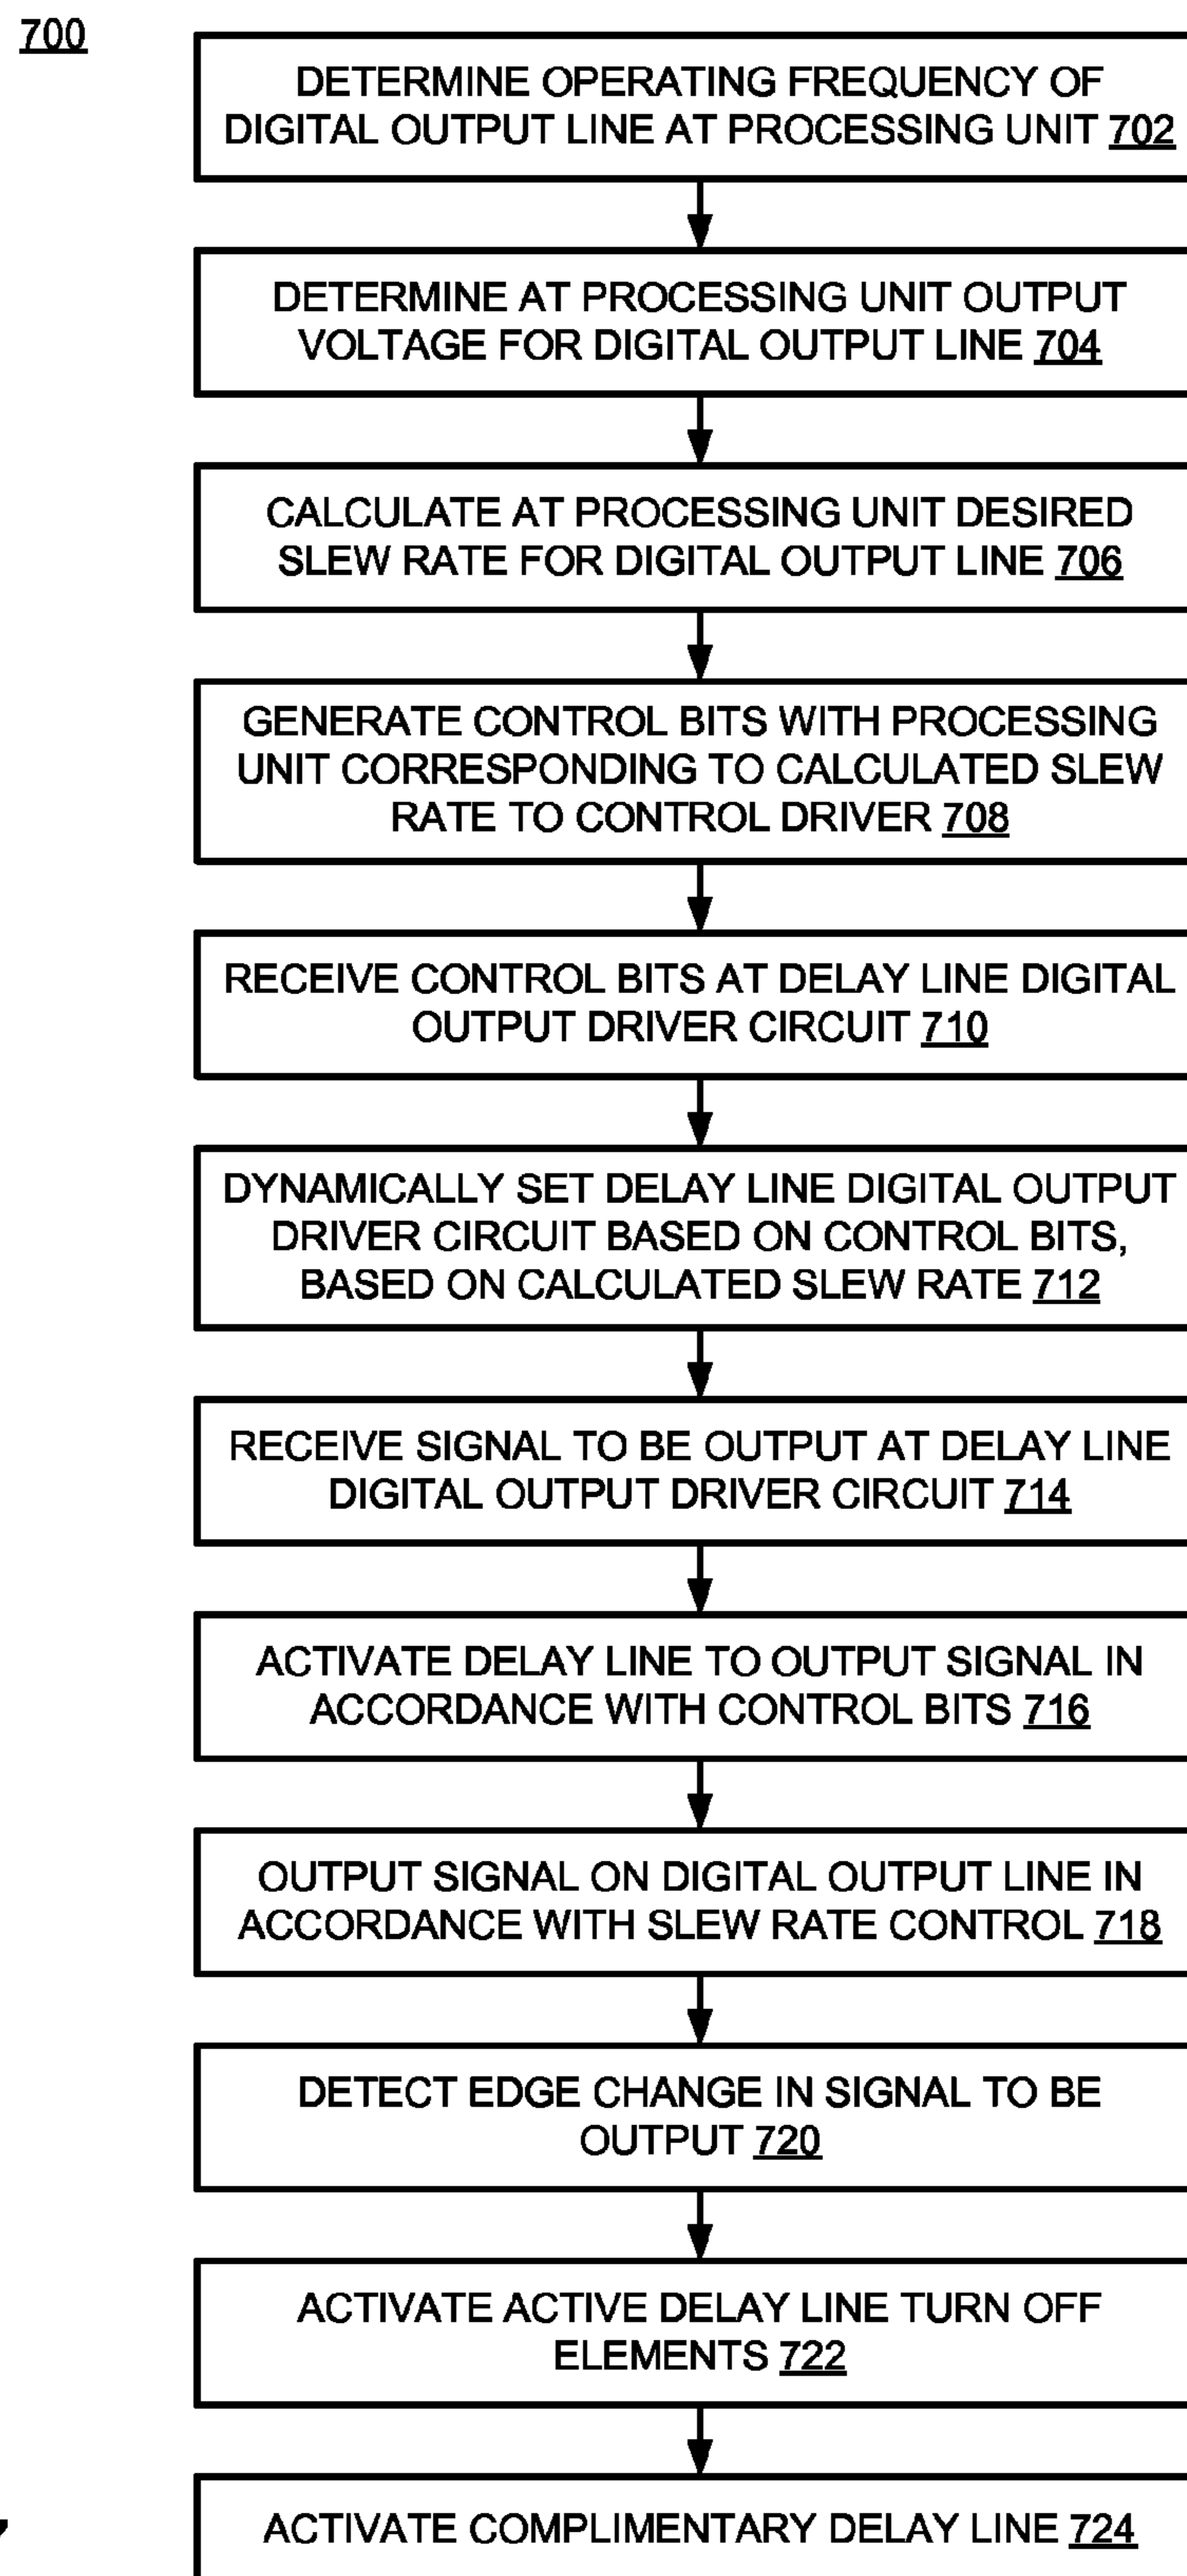 700
DETERMINE OPERATING FREQUENCY OF
DIGITAL OUTPUT LINE AT PROCESSING UNIT 702
DETERMINE AT PROCESSING UNIT OUTPUT
VOLTAGE FOR DIGITAL OUTPUT LINE 704
CALCULATE AT PROCESSING UNIT DESIRED
SLEW RATE FOR DIGITAL OUTPUT LINE 706
GENERATE CONTROL BITS WITH PROCESSING
UNIT CORRESPONDING TO CALCULATED SLEW
RATE TO CONTROL DRIVER 708
RECEIVE CONTROL BITS AT DELAY LINE DIGITAL
OUTPUT DRIVER CIRCUIT 710
DYNAMICALLY SET DELAY LINE DIGITAL OUTPUT
DRIVER CIRCUIT BASED ON CONTROL BITS,
BASED ON CALCULATED SLEW RATE 712
RECEIVE SIGNAL TO BE OUTPUT AT DELAY LINE
DIGITAL OUTPUT DRIVER CIRCUIT 714
ACTIVATE DELAY LINE TO OUTPUT SIGNAL IN
ACCORDANCE WITH CONTROL BITS 716
OUTPUT SIGNAL ON DIGITAL OUTPUT LINE IN
ACCORDANCE WITH SLEW RATE CONTROL 718
DETECT EDGE CHANGE IN SIGNAL TO BE
OUTPUT 720
ACTIVATE ACTIVE DELAY LINE TURN OFF
ELEMENTS 722
ACTIVATE COMPLIMENTARY DELAY LINE 724